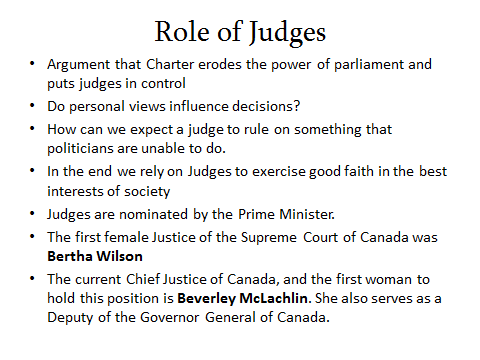 Role of Judges
• Argument that Charter erodes the power of parliament and
puts judges in control
• Do personal views influence decisions?
• How can we expect a judge to rule on something that
politicians are unable to do.
• In the end we rely on Judges to exercise good faith in the best
interests of society
• Judges are nominated by the Prime Minister.
• The first female Justice of the Supreme Court of Canada was
Bertha Wilson
• The current Chief Justice of Canada, and the first woman to
hold this position is Beverley McLachlin. She also serves as a
Deputy of the Governor General of Canada.